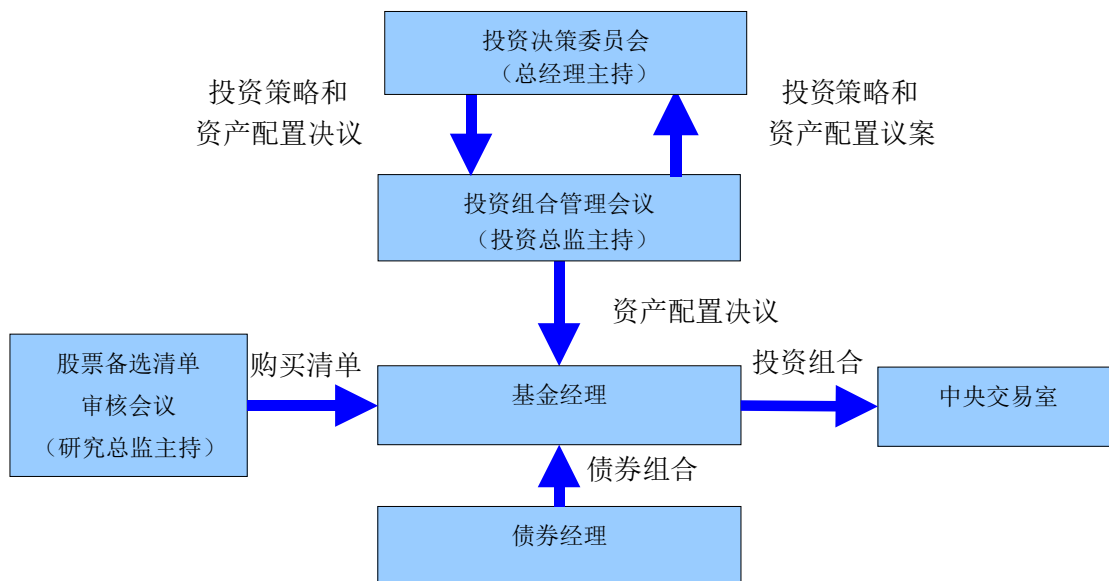 投资决策委员会
（总经理主持）
投资策略和
资产配置决议
投资策略和
资产配置议案
投资组合管理会议
（投资总监主持）
资产配置决议
股票备选清单
审核会议
（研究总监主持）
购买清单
基金经理
投资组合
中央交易室
债券组合
债券经理